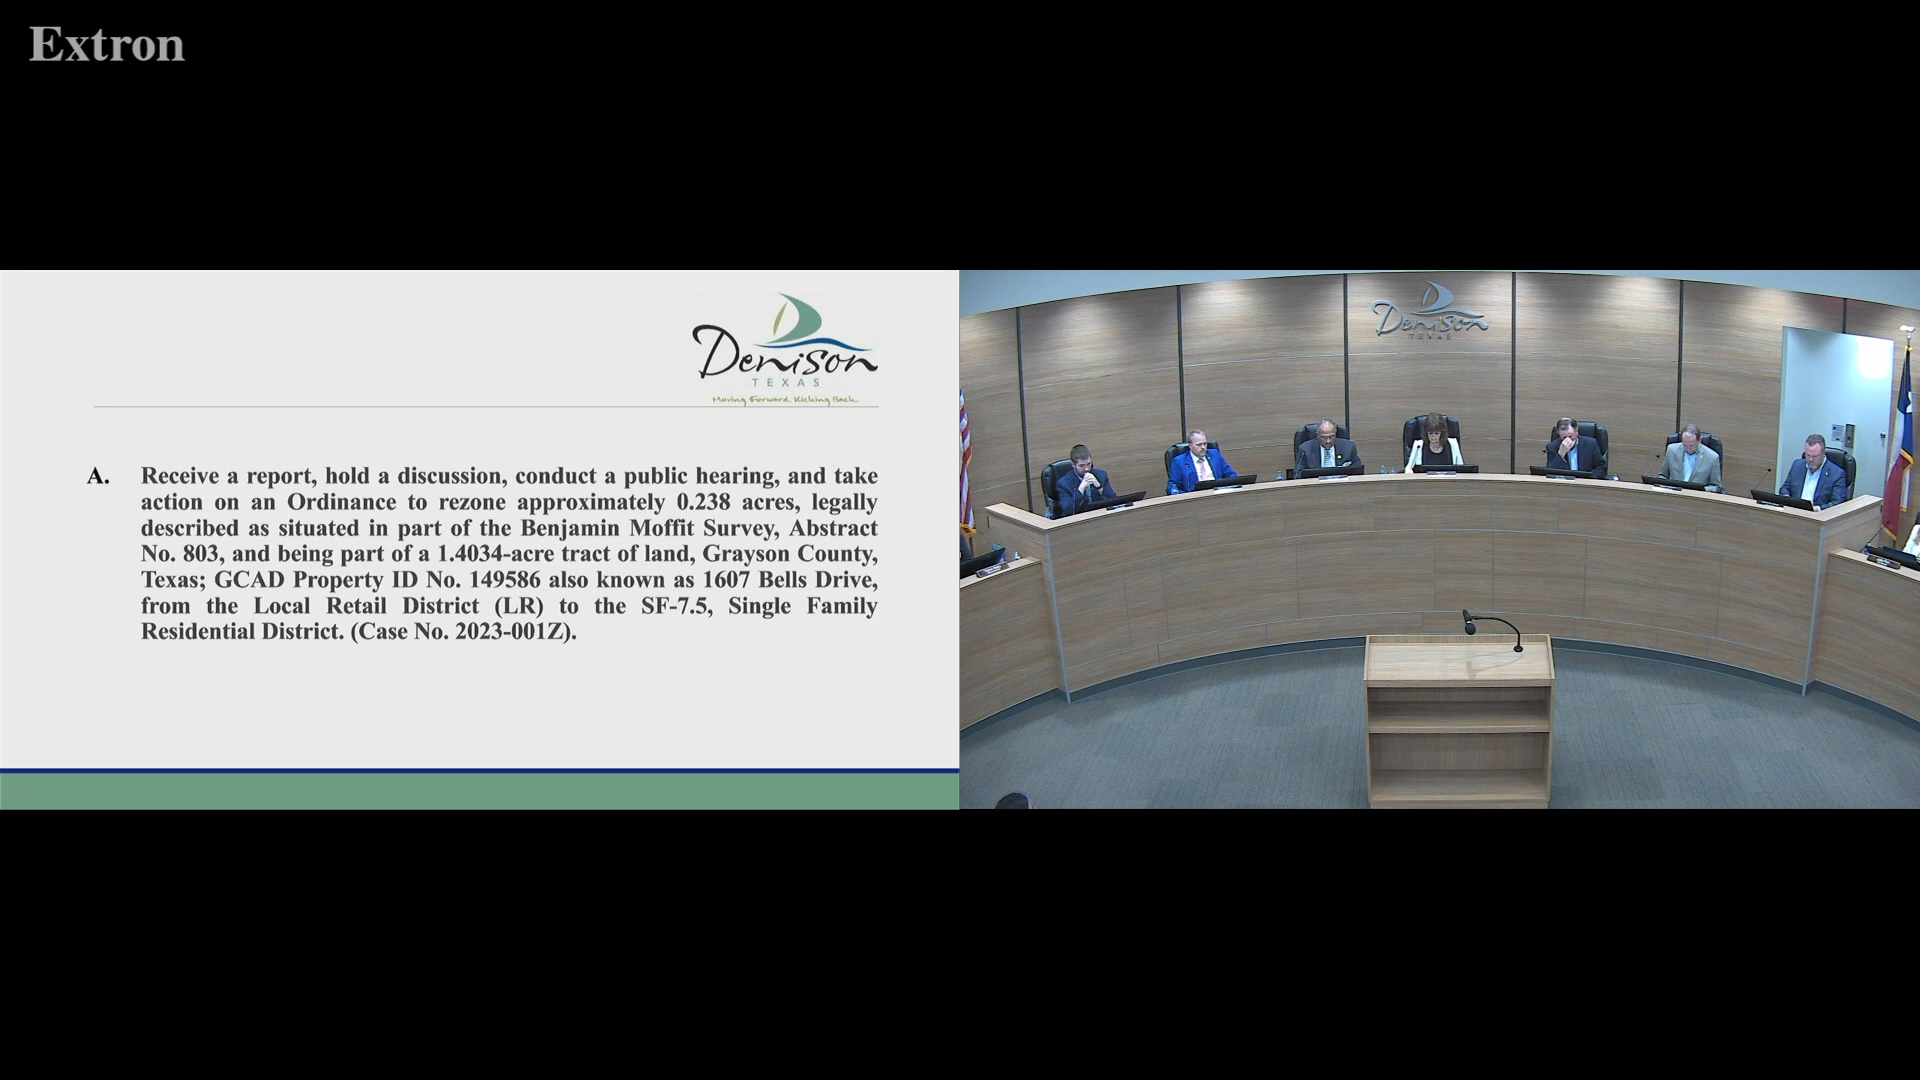 Extron
Denison
TEXAS
Moving Forward. Kicking Back.
A. Receive a report, hold a discussion, conduct a public hearing, and take
action on an Ordinance to rezone approximately 0.238 acres, legally
described as situated in part of the Benjamin Moffit Survey, Abstract
No. 803, and being part of a 1.4034-acre tract of land, Grayson County,
Texas; GCAD Property ID No. 149586 also known as 1607 Bells Drive,
from the Local Retail District (LR) to the SF-7.5, Single Family
Residential District. (Case No. 2023-001Z).
Denison
TEXAS